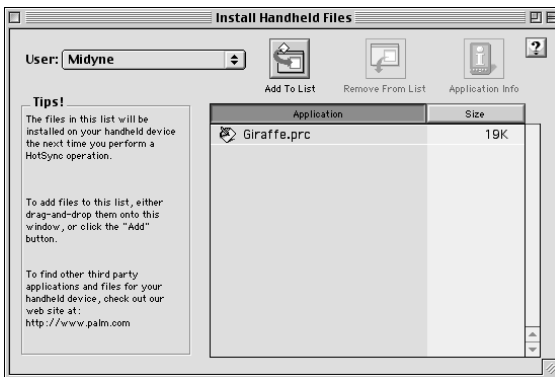 Install Handheld Files
User: Midyne
Add To List
Remove From List
Application Info
?
Tips!
The files in this list will be
installed on your handheld device
the next time you perform a
HotSync operation.
To add files to this list, either
drag-and-drop them onto this
window, or click the "Add"
button.
To find other third party
applications and files for your
handheld device, check out our
web site at:
http://www.palm.com
Application Size
Giraffe.prc 19K